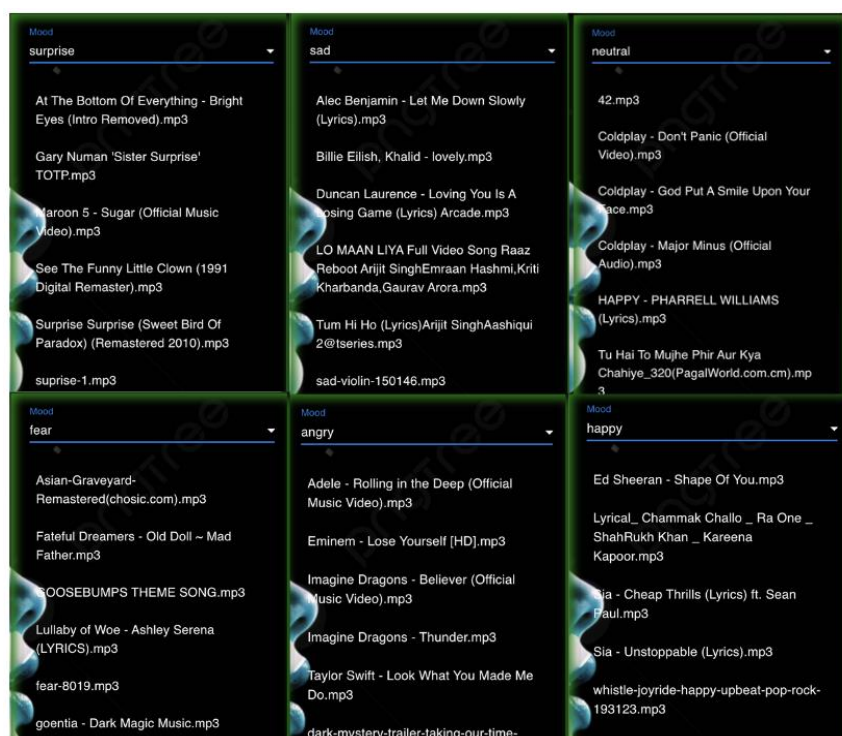 Mood
surprise
At The Bottom Of Everything - Bright
Eyes (Intro Removed).mp3
Gary Numan 'Sister Surprise'
TOTP.mp3
Maroon 5 - Sugar (Official Music
Video).mp3
See The Funny Little Clown (1991
Digital Remaster).mp3
Surprise Surprise (Sweet Bird Of
Paradox) (Remastered 2010).mp3
suprise-1.mp3
Mood
sad
Alec Benjamin - Let Me Down Slowly
(Lyrics).mp3
Billie Eilish, Khalid - lovely.mp3
Duncan Laurence - Loving You Is A
Losing Game (Lyrics) Arcade.mp3
LO MAAN LIYA Full Video Song Raaz
Reboot Arijit SinghEmraan Hashmi,Kriti
Kharbanda,Gaurav Arora.mp3
Tum Hi Ho (Lyrics)Arijit SinghAashiqui
2@tseries.mp3
sad-violin-150146.mp3
Mood
neutral
42.mp3
Coldplay - Don't Panic (Official
Video).mp3
Coldplay - God Put A Smile Upon Your
Face.mp3
Coldplay - Major Minus (Official
Audio).mp3
HAPPY - PHARRELL WILLIAMS
(Lyrics).mp3
Tu Hai To Mujhe Phir Aur Kya
Chahiye_320(PagalWorld.com.cm).mp
3
Mood
fear
Asian-Graveyard-
Remastered(chosic.com).mp3
Fateful Dreamers - Old Doll ~ Mad
Father.mp3
GOOSEBUMPS THEME SONG.mp3
Lullaby of Woe - Ashley Serena
(LYRICS).mp3
fear-8019.mp3
goentia - Dark Magic Music.mp3
Mood
angry
Adele - Rolling in the Deep (Official
Music Video).mp3
Eminem - Lose Yourself [HD].mp3
Imagine Dragons - Believer (Official
Music Video).mp3
Imagine Dragons - Thunder.mp3
Taylor Swift - Look What You Made Me
Do.mp3
dark-mystery-trailer-taking-our-time-
Mood
happy
Ed Sheeran - Shape Of You.mp3
Lyrical_ Chammak Challo _ Ra One _
ShahRukh Khan _ Kareena
Kapoor.mp3
Sia - Cheap Thrills (Lyrics) ft. Sean
Paul.mp3
Sia - Unstoppable (Lyrics).mp3
whistle-joyride-happy-upbeat-pop-rock-
193123.mp3
pngtree
pngtree
pngtree
pngtree
pngtree
pngtree